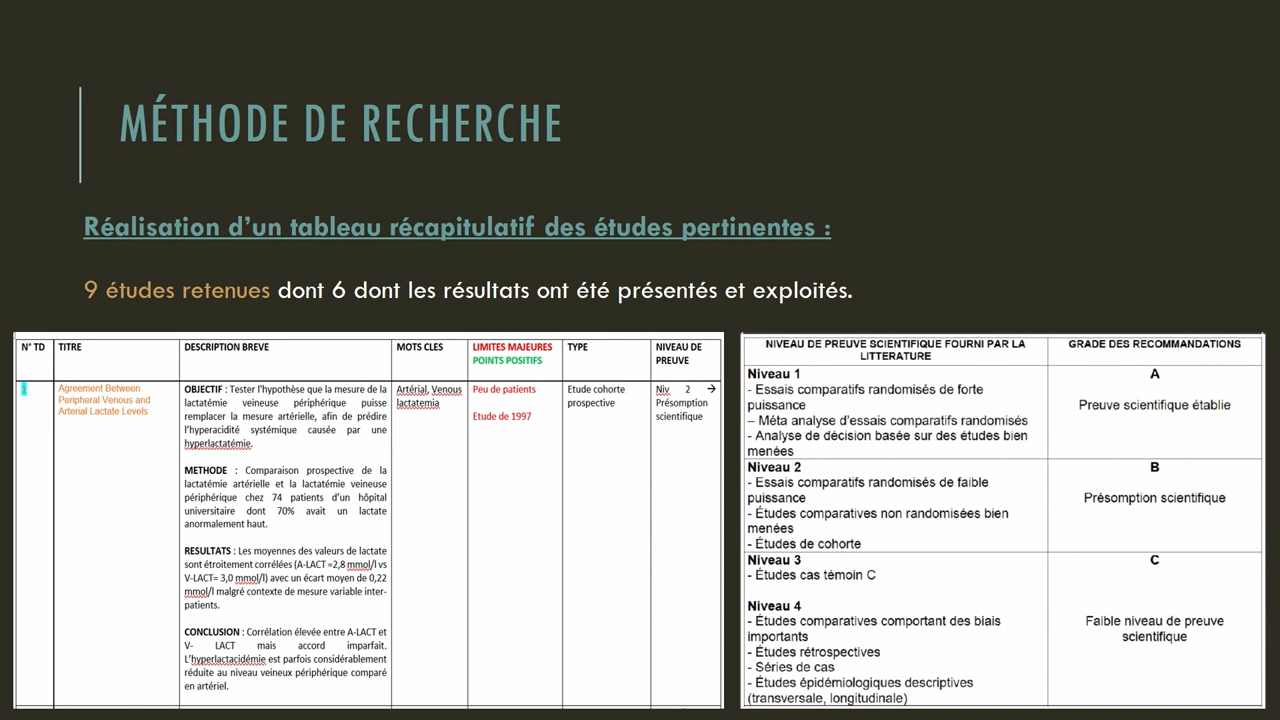 MÉTHODE DE RECHERCHE
Réalisation d’un tableau récapitulatif des études pertinentes :
9 études retenues dont 6 dont les résultats ont été présentés et exploités.
N° TD
TITRE
DESCRIPTION BREVE
MOTS CLES
LIMITES MAJEURES
POINTS POSITIFS
TYPE
NIVEAU DE
PREUVE
Agreement Between
Peripheral Venous and
Arterial Lactate Levels
OBJECTIF : Tester l'hypothèse que la mesure de la
lactatémie veineuse périphérique puisse
remplacer la mesure artérielle, afin de prédire
l'hyperacidité systémique causée par une
hyperlactatémie.
METHODE : Comparaison prospective de la
lactatémie artérielle et la lactatémie veineuse
périphérique chez 74 patients d'un hôpital
universitaire dont 70% avait un lactate
anormalement haut.
RESULTATS : Les moyennes des valeurs de lactate
sont étroitement corrélées (A-LACT =2,8 mmol/l vs
V-LACT= 3,0 mmol/l) avec un écart moyen de 0,22
mmol/l malgré contexte de mesure variable inter-
patients.
CONCLUSION : Corrélation élevée entre A-LACT et
V- LACT mais accord imparfait.
L'hyperlactacidémie est parfois considérablement
réduite au niveau veineux périphérique comparé
en artériel.
Artérial, Venous
lactatemia
Peu de patients
Etude de 1997
Etude cohorte
prospective
Niv 2 →
Présomption
scientifique
NIVEAU DE PREUVE SCIENTIFIQUE FOURNI PAR LA
LITTERATURE
GRADE DES RECOMMANDATIONS
Niveau 1
- Essais comparatifs randomisés de forte
puissance
– Méta analyse d'essais comparatifs randomisés
- Analyse de décision basée sur des études bien
menées
A
Preuve scientifique établie
Niveau 2
- Essais comparatifs randomisés de faible
puissance
- Études comparatives non randomisées bien
menées
- Études de cohorte
B
Présomption scientifique
Niveau 3
- Études cas témoin C
Niveau 4
- Études comparatives comportant des biais
importants
- Études rétrospectives
- Séries de cas
- Études épidémiologiques descriptives
(transversale, longitudinale)
C
Faible niveau de preuve
scientifique